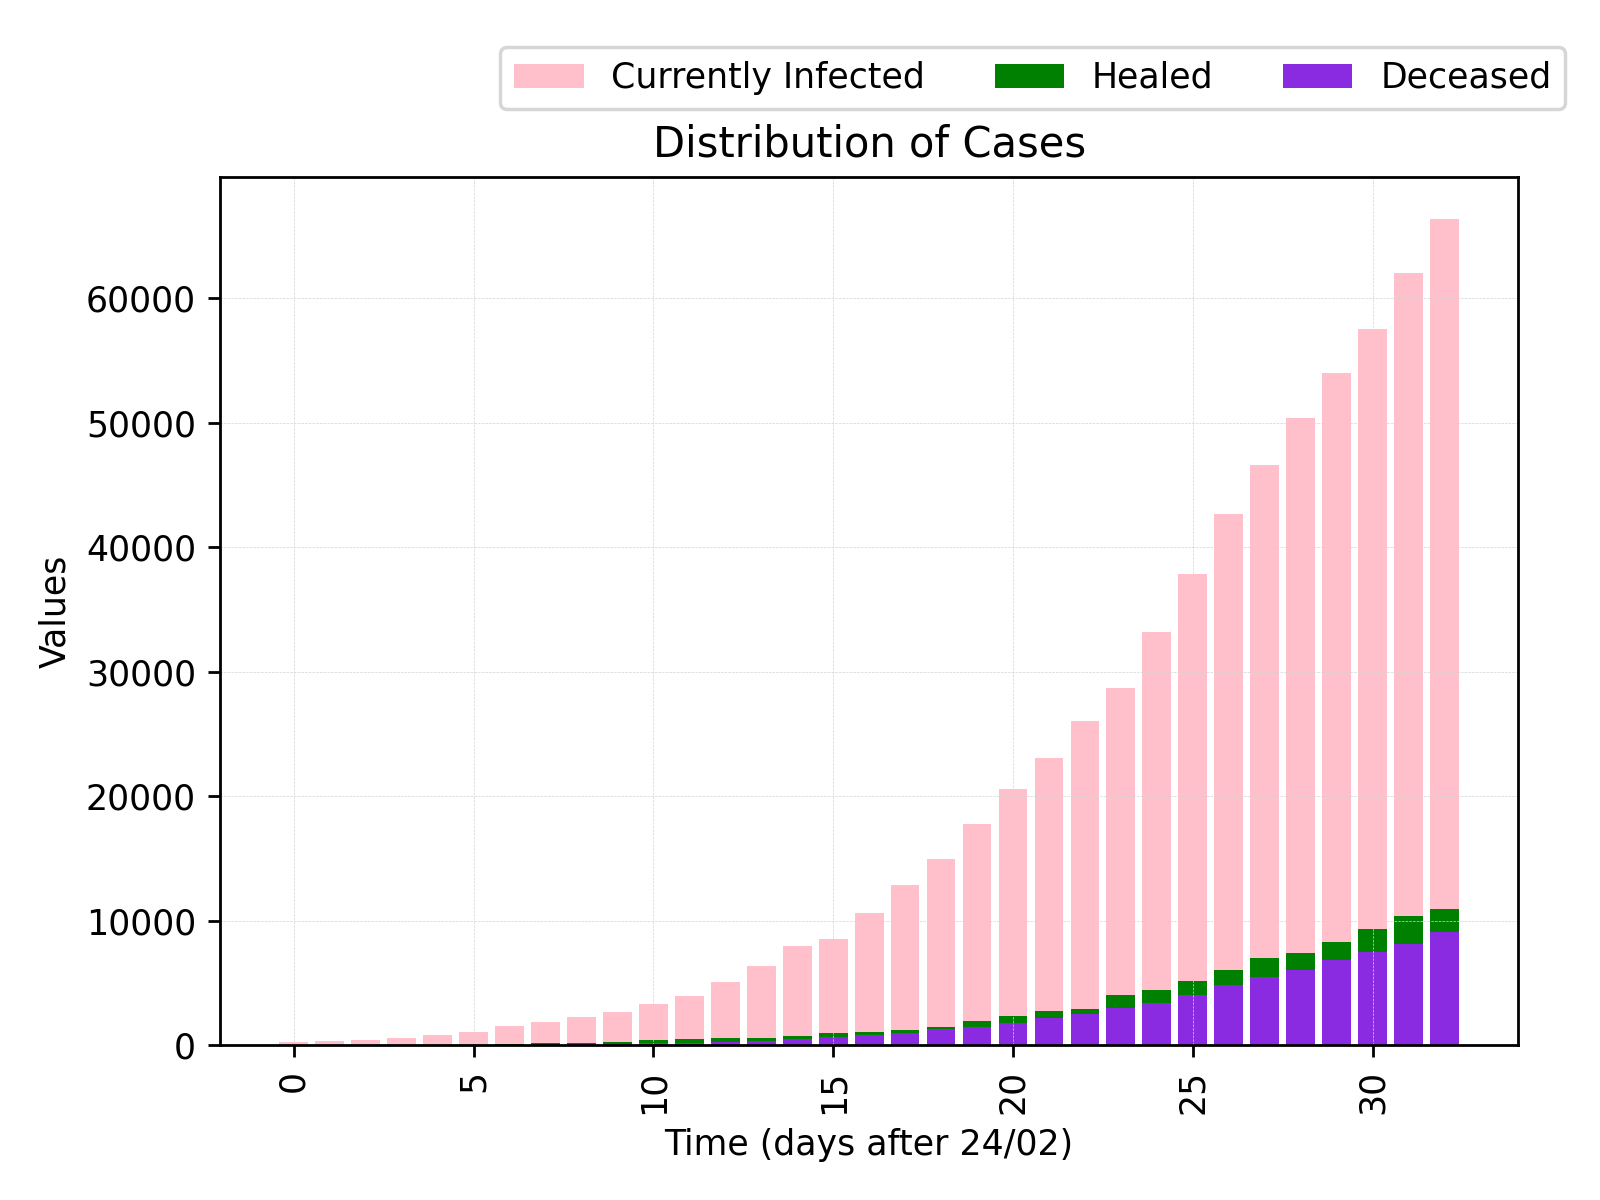 Currently Infected Healed Deceased
Distribution of Cases
60000
50000
40000
30000
20000
10000
0
Values
0 5 10 15 20 25 30
Time (days after 24/02)